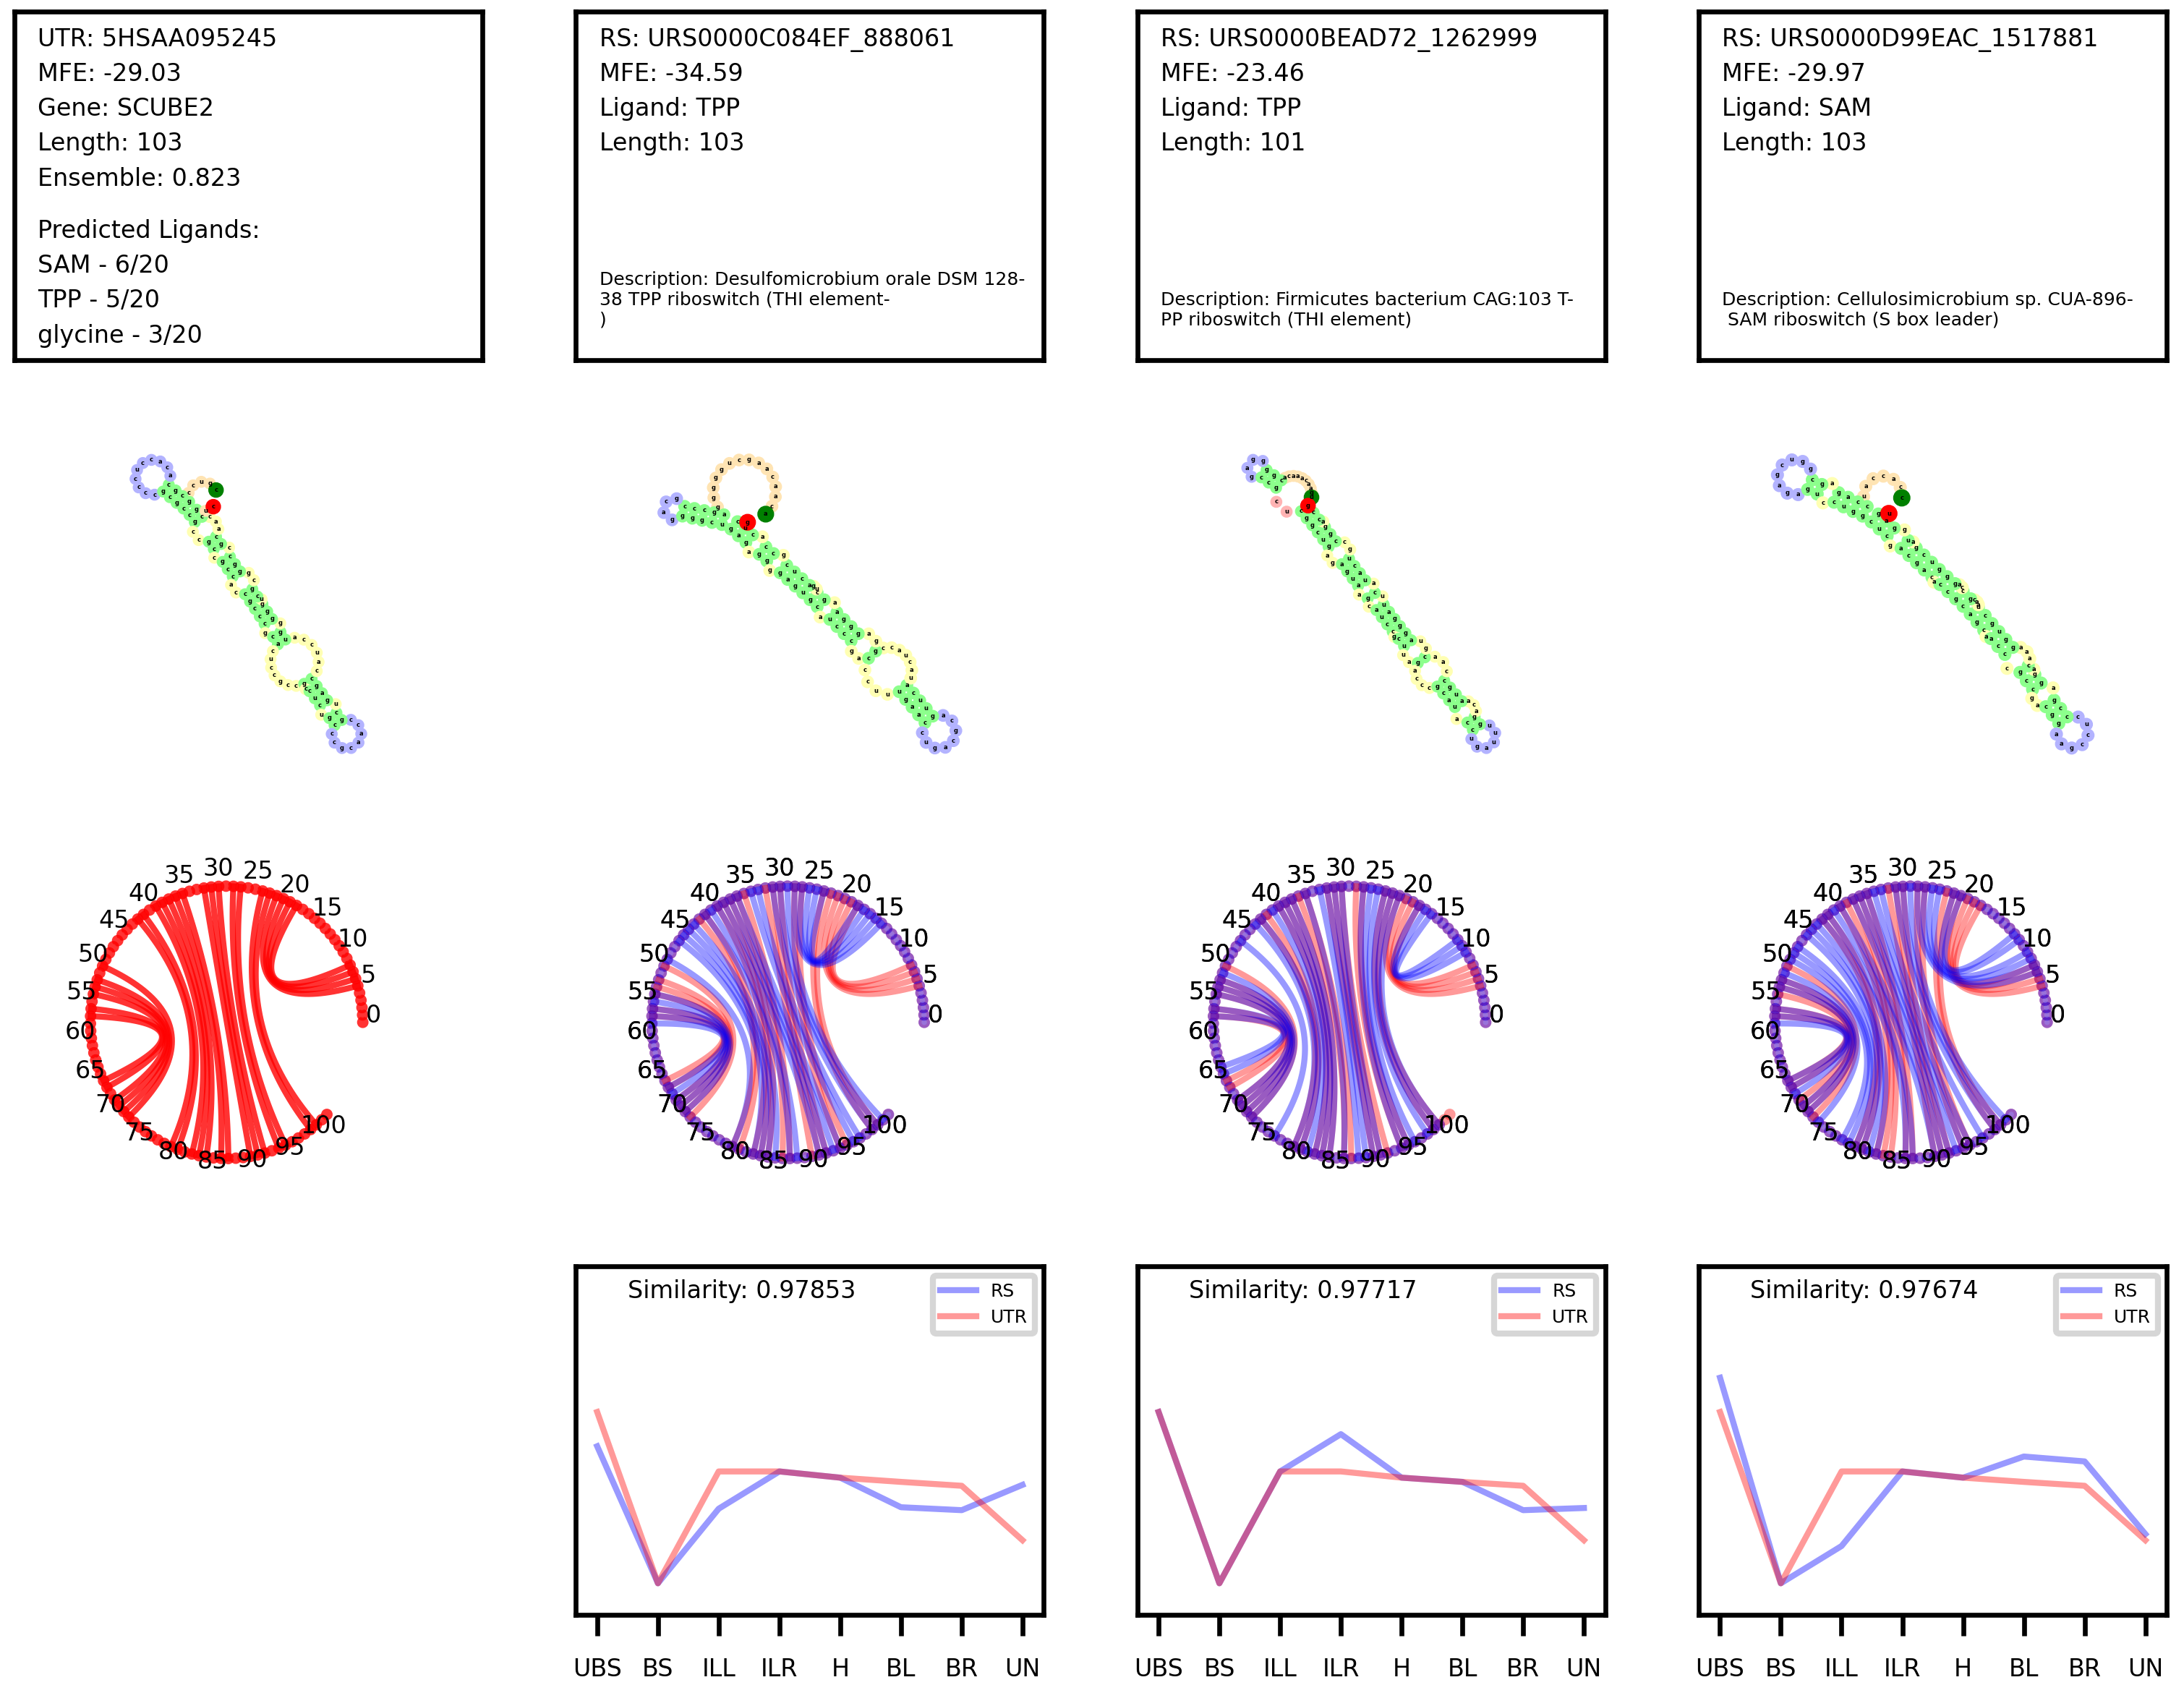 UTR: 5HSAA095245
MFE: -29.03
Gene: SCUBE2
Length: 103
Ensemble: 0.823
Predicted Ligands:
SAM - 6/20
TPP - 5/20
glycine - 3/20
RS: URS0000C084EF_888061
MFE: -34.59
Ligand: TPP
Length: 103
Description: Desulfomicrobium orale DSM 128-
38 TPP riboswitch (THI element-
)
RS: URS0000BEAD72_1262999
MFE: -23.46
Ligand: TPP
Length: 101
Description: Firmicutes bacterium CAG:103 T-
PP riboswitch (THI element)
RS: URS0000D99EAC_1517881
MFE: -29.97
Ligand: SAM
Length: 103
Description: Cellulosimicrobium sp. CUA-896-
SAM riboswitch (S box leader)
0 5 10 15 20 25 30 35 40 45 50 55 60 65 70 75 80 85 90 95 100
0 5 10 15 20 25 30 35 40 45 50 55 60 65 70 75 80 85 90 95 100
0 5 10 15 20 25 30 35 40 45 50 55 60 65 70 75 80 85 90 95 100
0 5 10 15 20 25 30 35 40 45 50 55 60 65 70 75 80 85 90 95 100
Similarity: 0.97853
RS
UTR
UBS BS ILL ILR H BL BR UN
Similarity: 0.97717
RS
UTR
UBS BS ILL ILR H BL BR UN
Similarity: 0.97674
RS
UTR
UBS BS ILL ILR H BL BR UN